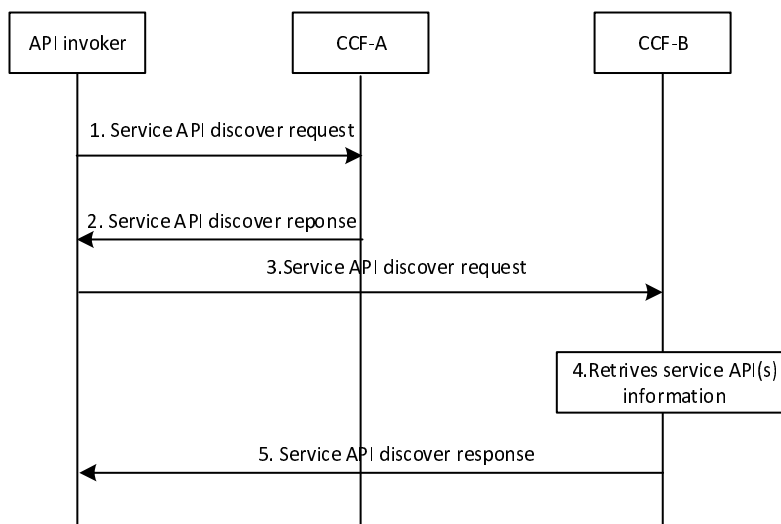 API invoker
CCF-A
CCF-B
1. Service API discover request
2. Service API discover reponse
3.Service API discover request
4.Retrives service API(s)
information
5. Service API discover response